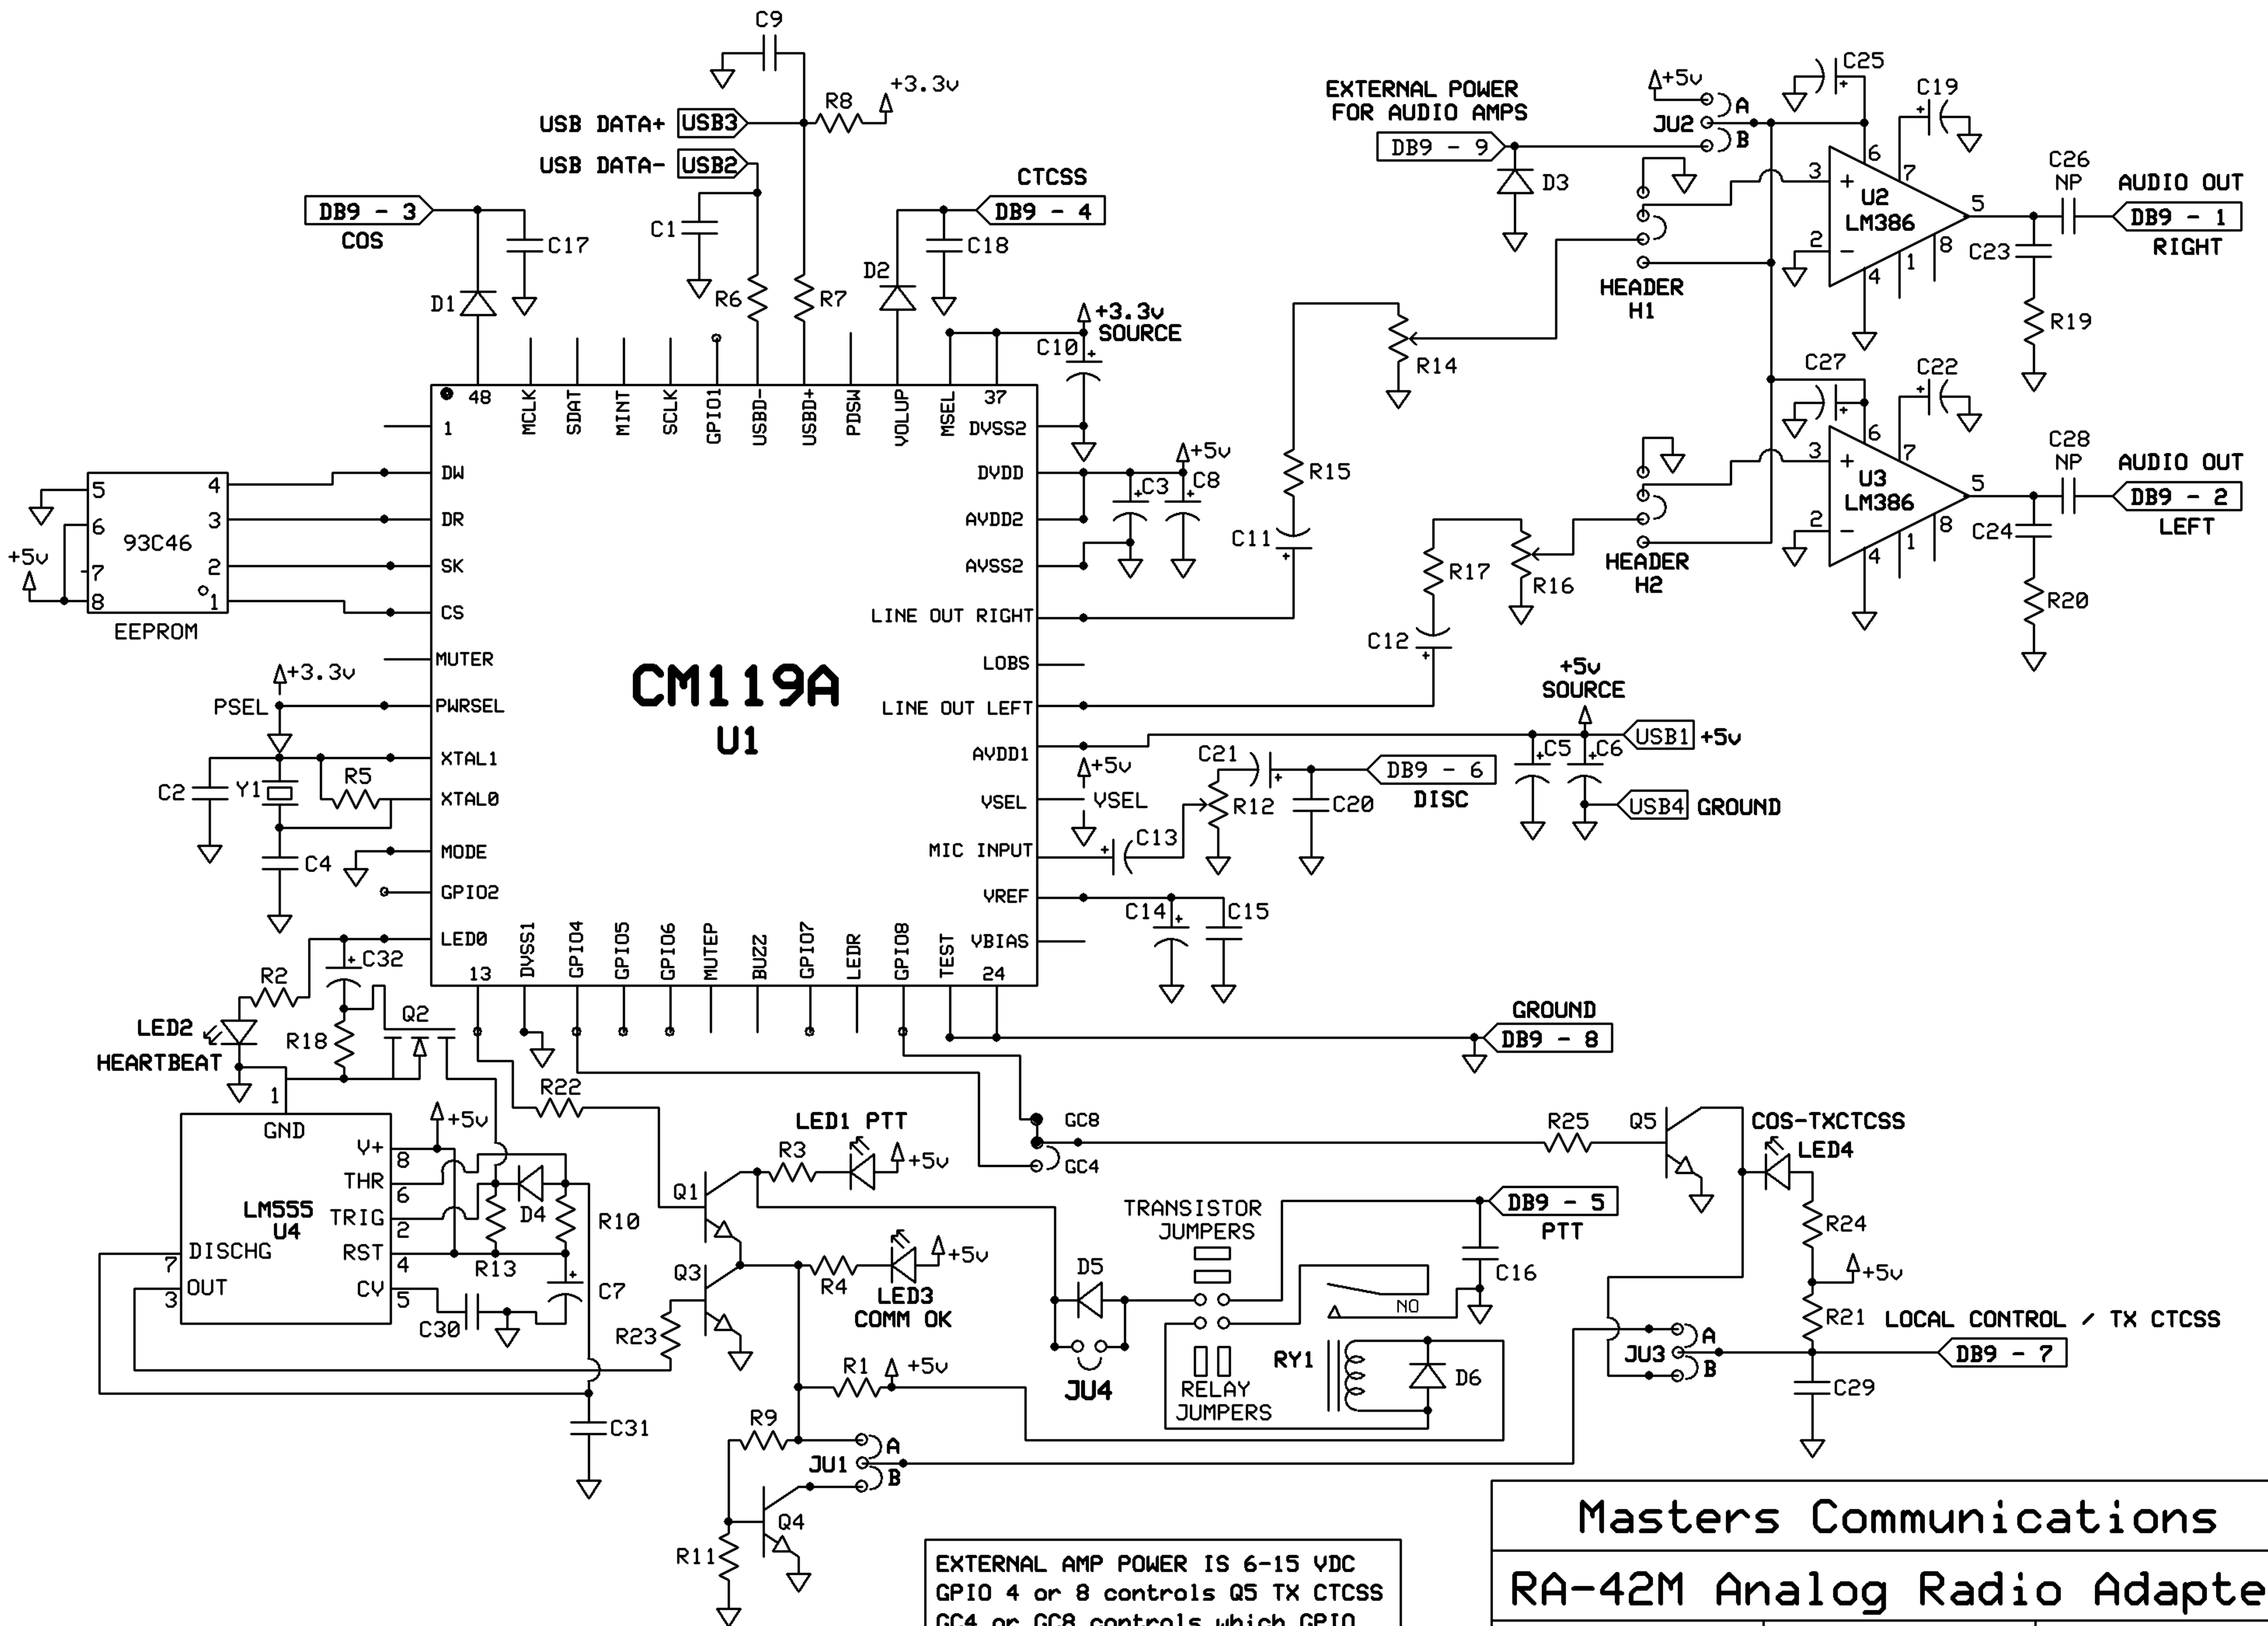 C9
+3.3v
R8
USB DATA+ USB3
USB DATA- USB2
CTCSS
DB9 - 4
DB9 - 3
COS
C17
C1
C18
D1
D2
R6
R7
+3.3v
SOURCE
C10
EXTERNAL POWER
FOR AUDIO AMPS
DB9 - 9
D3
+5v
JU2
A
B
C25
C19
6
7
3
+
U2
LM386
2
-
4
1
8
5
C26
NP
AUDIO OUT
DB9 - 1
RIGHT
C23
R19
HEADER
H1
R14
C27
C22
6
7
3
+
U3
LM386
2
-
4
1
8
5
C28
NP
AUDIO OUT
DB9 - 2
LEFT
C24
R20
HEADER
H2
R15
C11
R17
R16
C12
48
MCLK
SDAT
MINT
SCLK
GPIO1
USBD-
USBD+
PDSW
VOLUP
MSEL
37
1
DW
DR
SK
CS
MUTER
PWRSEL
XTAL1
XTAL0
MODE
GPIO2
LED0
DVSS2
DVDD
AVDD2
AVSS2
LINE OUT RIGHT
LOBS
LINE OUT LEFT
AVDD1
VSEL
MIC INPUT
VREF
VBIAS
CM119A
U1
13
DVSS1
GPIO4
GPIO5
GPIO6
MUTEP
BUZZ
GPIO7
LEDR
GPIO8
TEST
24
+5v
C3
C8
5
6
7
8
4
3
2
1
93C46
EEPROM
+5v
+3.3v
PSEL
C2
Y1
R5
C4
+5v
SOURCE
USB1 +5v
C5
C6
USB4 GROUND
+5v
VSEL
C21
R12
DB9 - 6
DISC
C20
C13
C14
C15
R2
C32
LED2
HEARTBEAT
R18
Q2
GROUND
DB9 - 8
1
GND
V+
8
THR
6
TRIG
2
RST
4
CV
5
LM555
U4
DISCHG
7
OUT
3
+5v
D4
R10
R13
C7
C30
C31
R22
LED1 PTT
R3
+5v
Q1
Q3
R4
+5v
LED3
COMM OK
R23
R1
+5v
R9
JU1
A
B
Q4
R11
GC8
GC4
TRANSISTOR
JUMPERS
D5
JU4
RELAY
JUMPERS
NO
RY1
D6
DB9 - 5
PTT
C16
R25
Q5
COS-TXCTCSS
LED4
R24
+5v
R21
LOCAL CONTROL / TX CTCSS
DB9 - 7
JU3
A
B
C29
EXTERNAL AMP POWER IS 6-15 VDC
GPIO 4 or 8 controls Q5 TX CTCSS
GC4 or GC8 controls which GPIO
Masters Communications
RA-42M Analog Radio Adapte